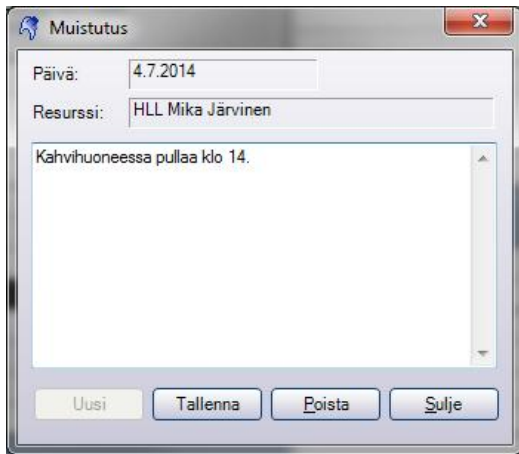 Muistutus
Päivä: 4.7.2014
Resurssi: HLL Mika Järvinen
Kahvihuoneessa pullaa klo 14.
Uusi Tallenna Poista Sulje